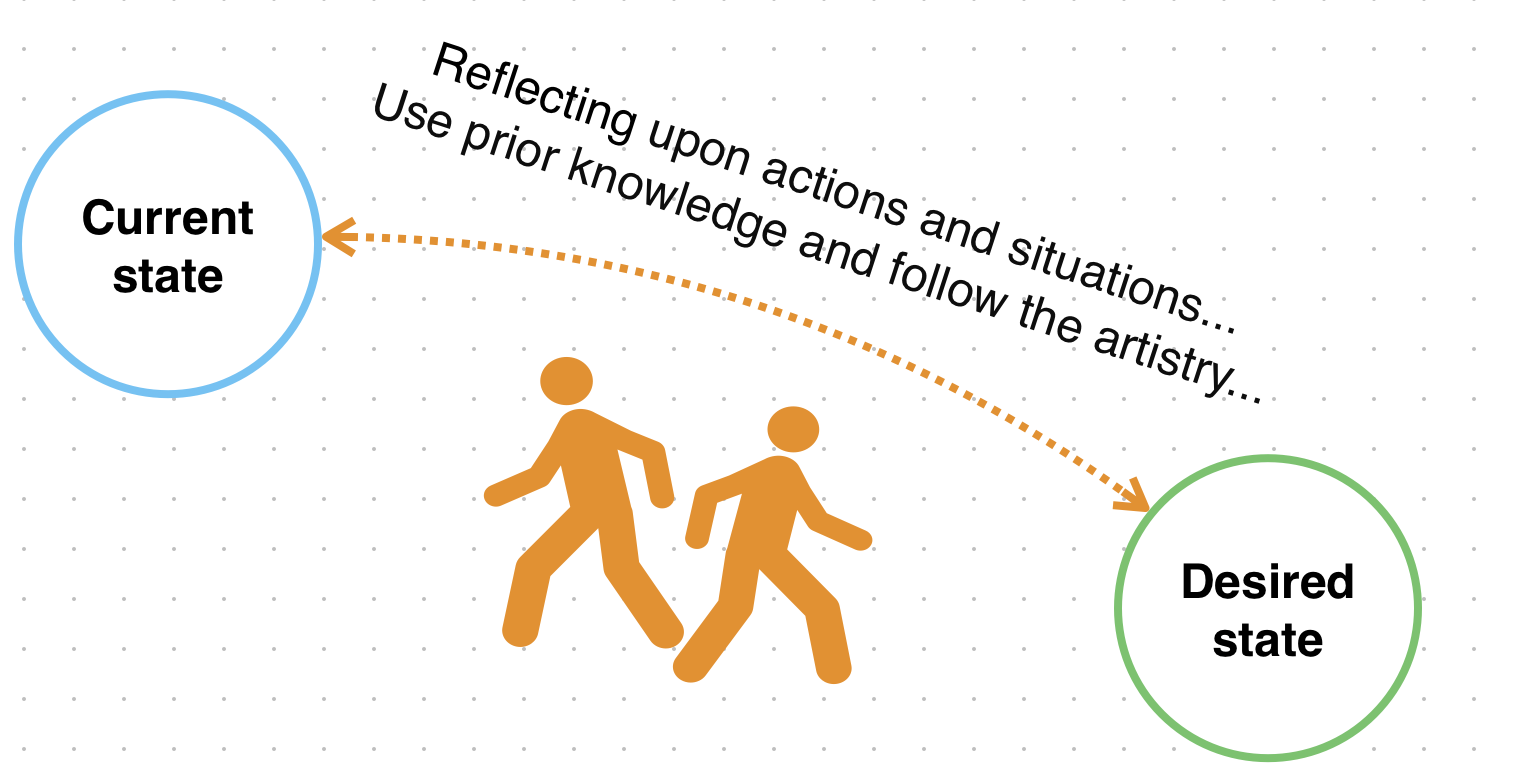 Reflecting upon actions and situations...
Use prior knowledge and follow the artistry...
Current
state
Desired
state